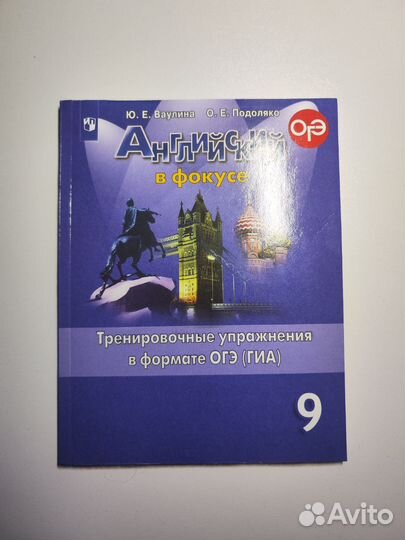 Ю. Е. Ваулина О. Е. Подоляко
ОГЭ
Английский
в фокусе
Тренировочные упражнения
в формате ОГЭ (ГИА)
9
Avito